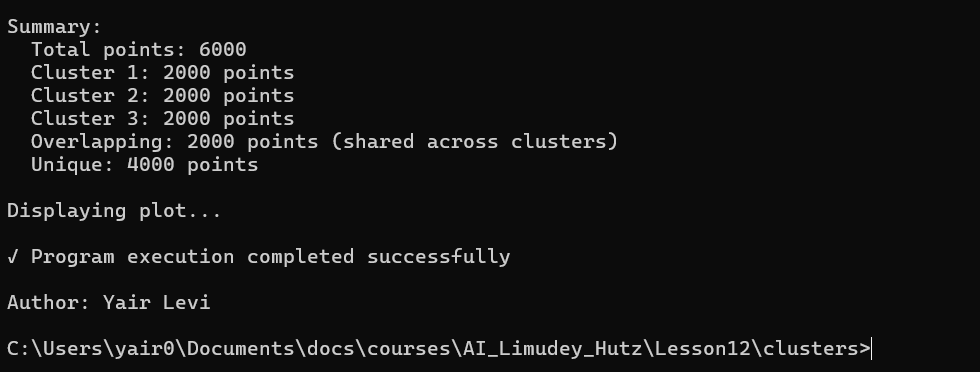 Summary:
  Total points: 6000
  Cluster 1: 2000 points
  Cluster 2: 2000 points
  Cluster 3: 2000 points
  Overlapping: 2000 points (shared across clusters)
  Unique: 4000 points
Displaying plot...
✓ Program execution completed successfully
Author: Yair Levi
C:\Users\yair0\Documents\docs\courses\AI_Limudey_Hutz\Lesson12\clusters>